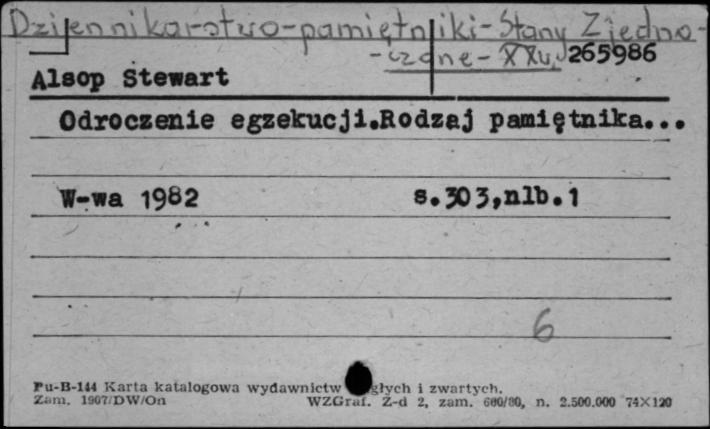 Dziennikarstwo-pamiętniki-Stany Zjedno-
-czone-XXw. 265986
Alsop Stewart
Odroczenie egzekucji.Rodzaj pamiętnika...
W-wa 1982 s.303,nlb.1
6
Pu-B-144 Karta katalogowa wydawnictw głych i zwartych.
Zam. 1907/DW/On WZGraf. Z-d 2, zam. 680/80, n. 2.500.000 74X120